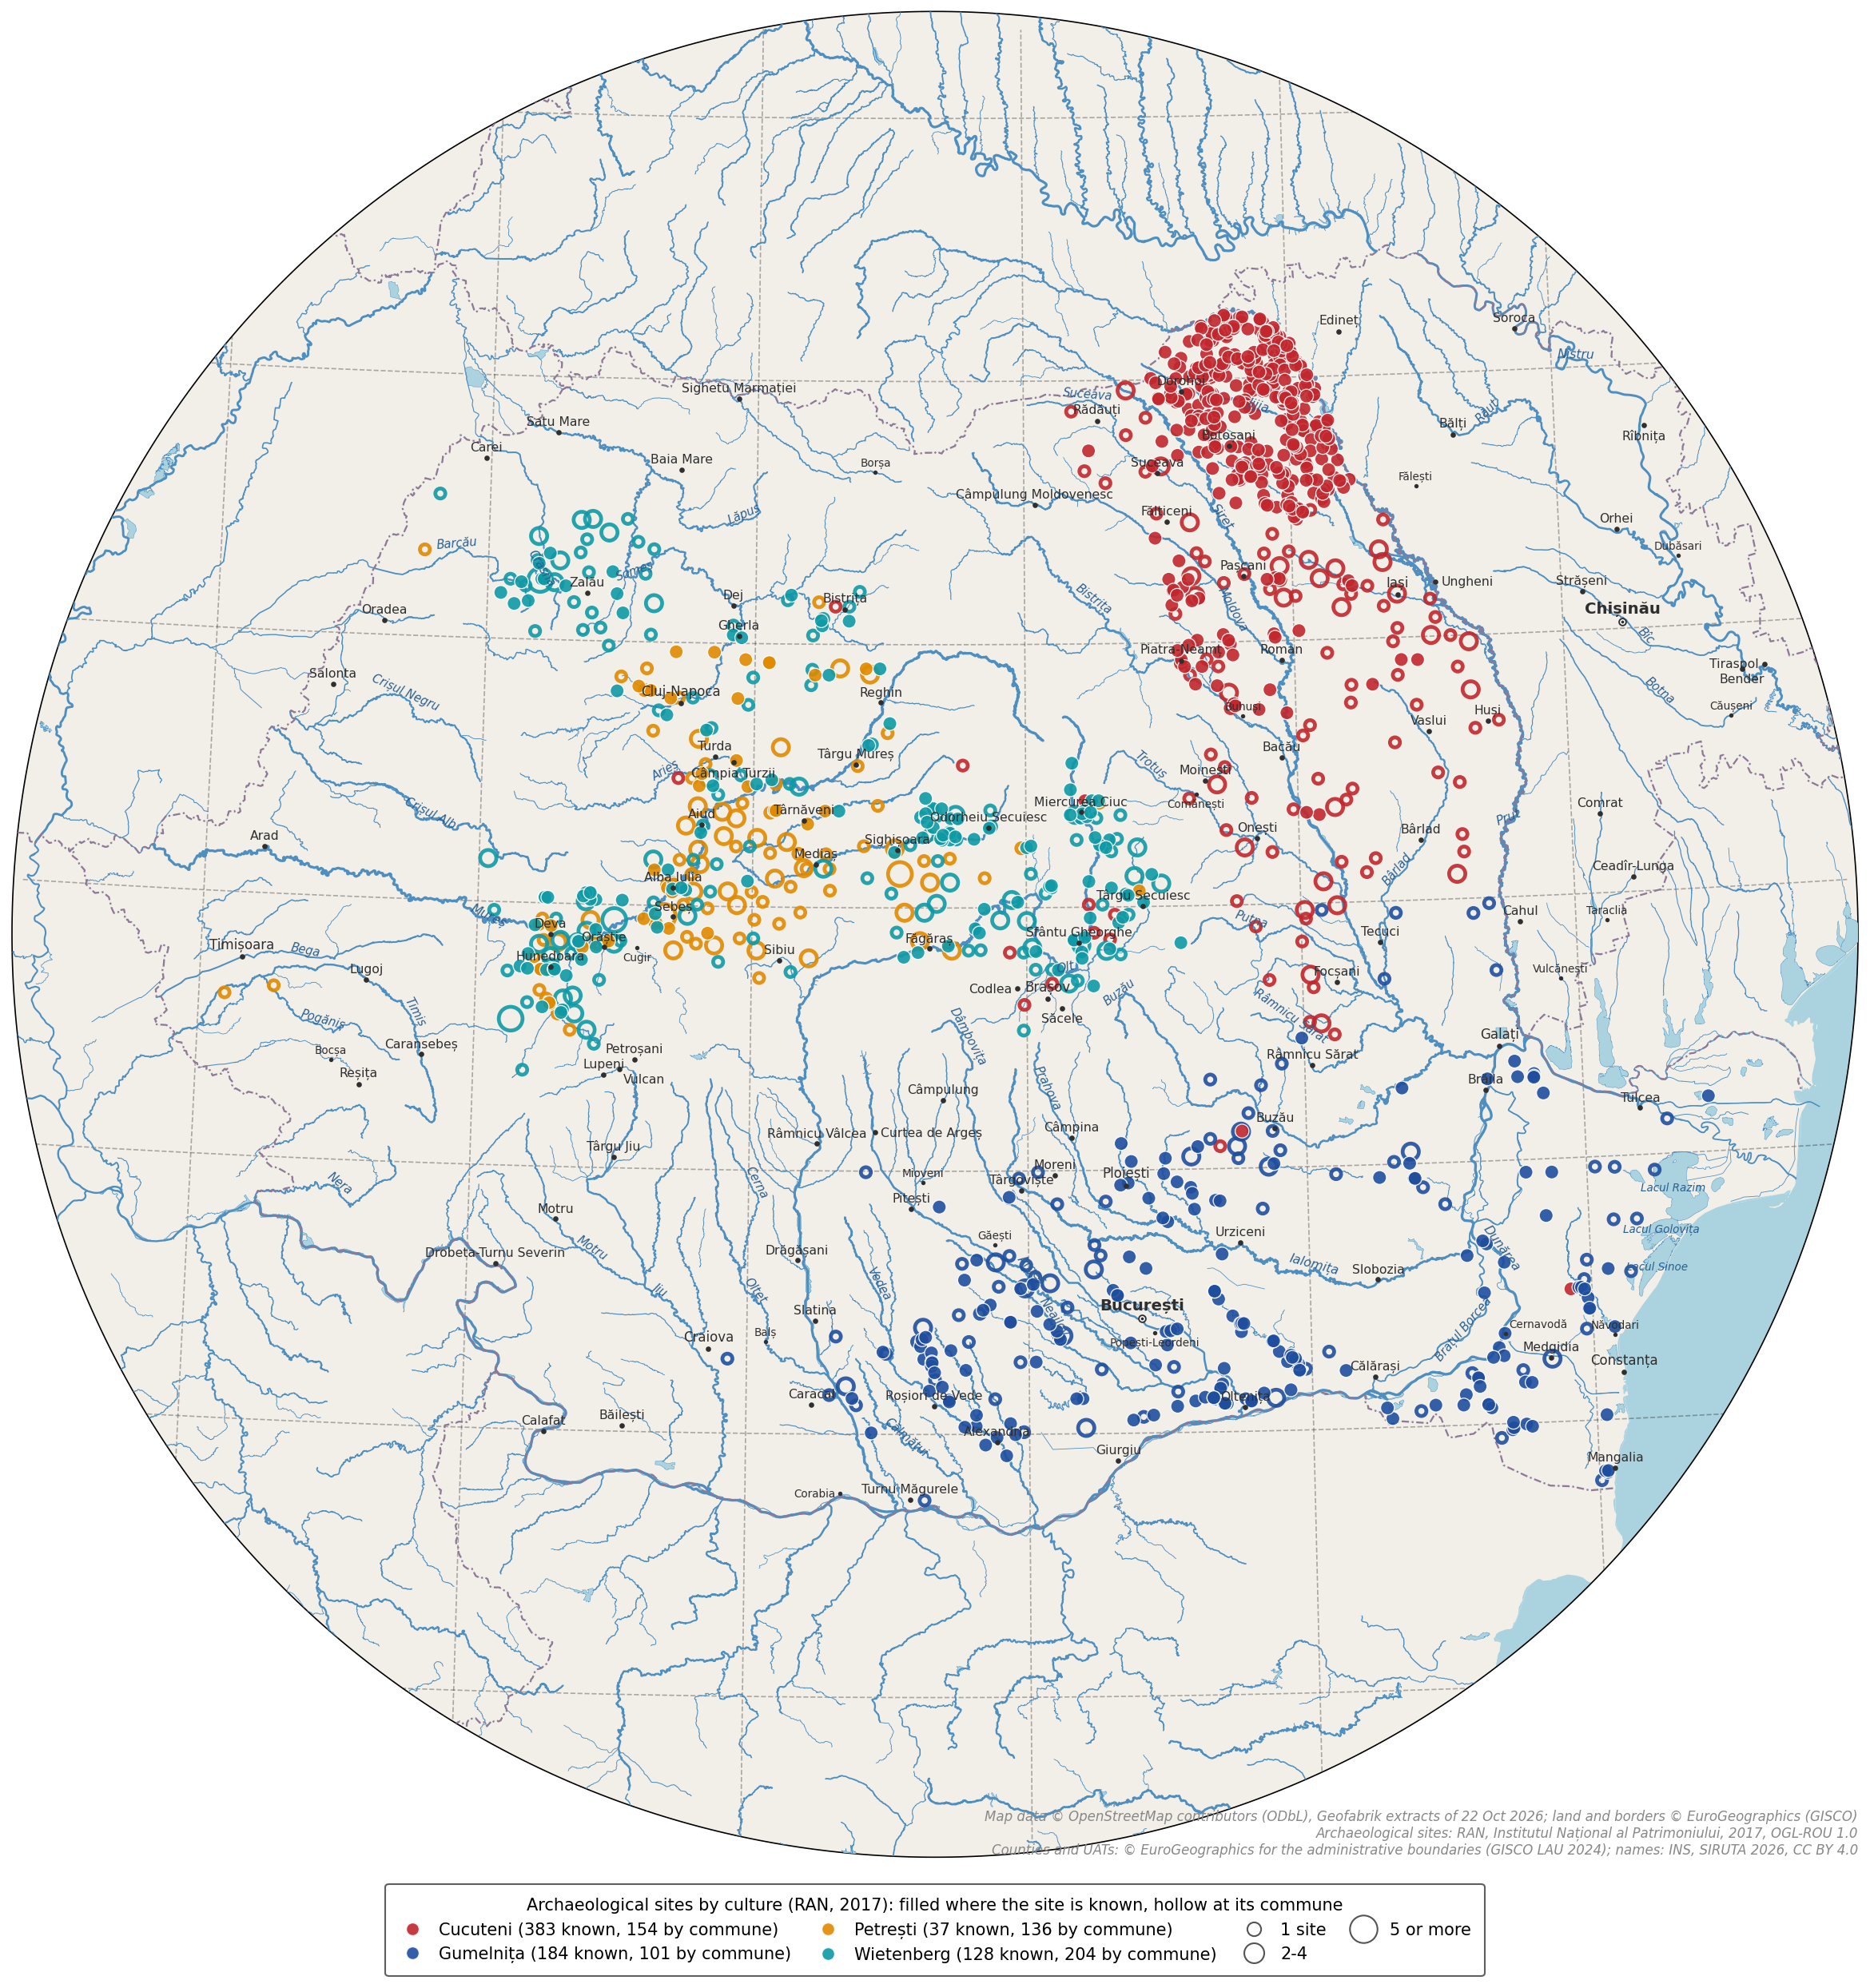 Soroca
Edineț
Nistru
Sighetu Marmației
Dorohoi
Suceava
Rădăuți
Jijia
Răut
Satu Mare
Bălți
Rîbnița
Carei
Botoșani
Baia Mare
Borșa
Suceava
Fălești
Câmpulung Moldovenesc
Lăpuș
Fălticeni
Siret
Orhei
Barcău
Dubăsari
Someș
Pașcani
Zalău
Iași
Ungheni
Strășeni
Dej
Bistrița
Bistrița
Moldova
Oradea
Chișinău
Gherla
Bîc
Piatra-Neamț
Roman
Tiraspol
Salonta
Bender
Crișul Negru
Cluj-Napoca
Reghin
Botna
Buhuși
Huși
Căușeni
Vaslui
Turda
Târgu Mureș
Bacău
Arieș
Câmpia Turzii
Trotuș
Moinești
Comănești
Miercurea Ciuc
Comrat
Crișul Alb
Aiud
Târnăveni
Odorheiu Secuiesc
Prut
Arad
Onești
Bârlad
Sighișoara
Mediaș
Bârlad
Ceadîr-Lunga
Alba Iulia
Târgu Secuiesc
Sebeș
Mureș
Putna
Cahul
Taraclia
Deva
Orăștie
Făgăraș
Sfântu Gheorghe
Tecuci
Timișoara
Bega
Hunedoara
Cugir
Sibiu
Olt
Lugoj
Focșani
Vulcănești
Codlea
Brașov
Buzău
Timiș
Pogăniș
Săcele
Râmnicu Sărat
Dâmbovița
Galați
Caransebeș
Bocșa
Petroșani
Râmnicu Sărat
Reșița
Lupeni
Vulcan
Prahova
Brăila
Câmpulung
Tulcea
Râmnicu Vâlcea
Curtea de Argeș
Câmpina
Buzău
Târgu Jiu
Moreni
Ploiești
Nera
Cerna
Mioveni
Târgoviște
Lacul Razim
Pitești
Motru
Găești
Urziceni
Lacul Golovița
Drobeta-Turnu Severin
Motru
Drăgășani
Dunărea
Ialomița
Slobozia
Lacul Sinoe
Jiu
Olteț
Vedea
București
Slatina
Neajlov
Brațul Borcea
Cernavodă
Năvodari
Craiova
Balș
Popești-Leordeni
Medgidia
Călărași
Constanța
Caracal
Roșiori de Vede
Oltenița
Calafat
Băilești
Călmățui
Alexandria
Giurgiu
Mangalia
Corabia
Turnu Măgurele
Map data © OpenStreetMap contributors (ODbL), Geofabrik extracts of 22 Oct 2026; land and borders © EuroGeographics (GISCO)
Archaeological sites: RAN, Institutul Național al Patrimoniului, 2017, OGL-ROU 1.0
Counties and UATs: © EuroGeographics for the administrative boundaries (GISCO LAU 2024); names: INS, SIRUTA 2026, CC BY 4.0
Archaeological sites by culture (RAN, 2017): filled where the site is known, hollow at its commune
Cucuteni (383 known, 154 by commune)
Gumelnița (184 known, 101 by commune)
Petrești (37 known, 136 by commune)
Wietenberg (128 known, 204 by commune)
1 site
2-4
5 or more